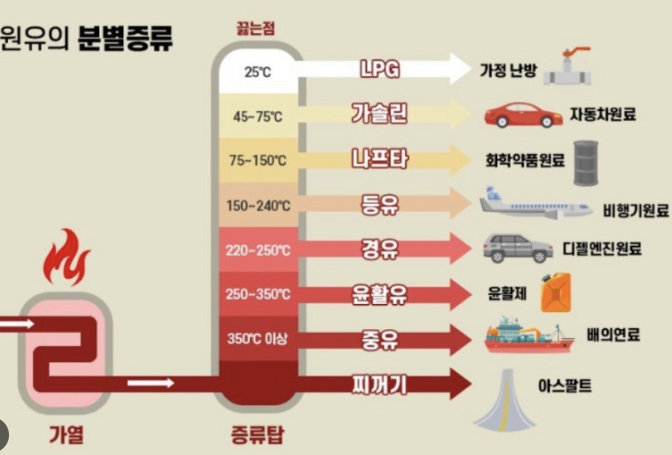 원유의 분별증류
끓는점
25℃
LPG
가정 난방
45~75℃
가솔린
자동차원료
75~150℃
나프타
화학약품원료
150~240℃
등유
비행기원료
220~250℃
경유
디젤엔진원료
250~350℃
윤활유
윤활제
350℃ 이상
중유
배의연료
찌꺼기
아스팔트
가열
증류탑